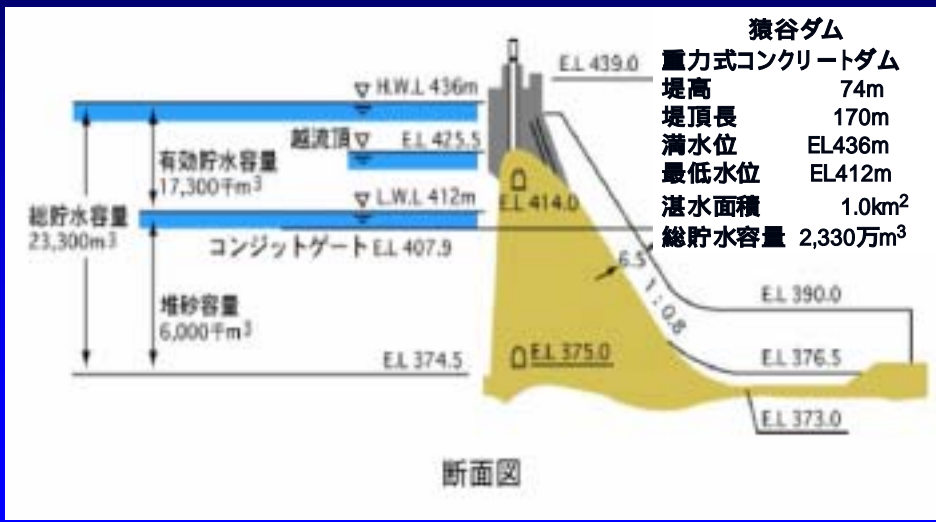 猿谷ダム
重力式コンクリートダム
堤高 74m
堤頂長 170m
満水位 EL436m
最低水位 EL412m
湛水面積 1.0km²
総貯水容量 2,330万m³
E.L 439.0
▽ H.W.L 436m
越流頂 ▽ E.L 425.5
有効貯水容量
17,300千m³
▽ L.W.L 412m
E.L 414.0
総貯水容量
23,300m³
コンジットゲート E.L 407.9
6.5
1:0.8
堆砂容量
6,000千m³
E.L 390.0
E.L 374.5
E.L 375.0
E.L 376.5
E.L 373.0
断面図